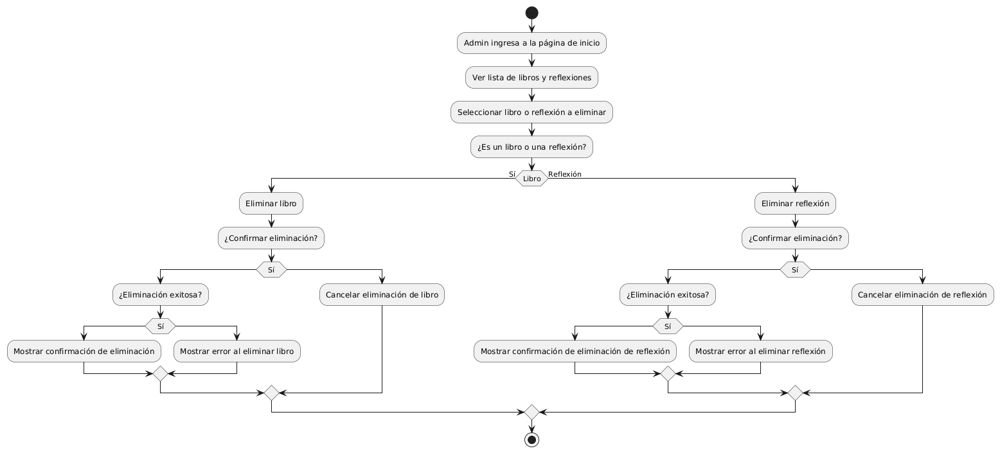 Admin ingresa a la página de inicio
Ver lista de libros y reflexiones
Seleccionar libro o reflexión a eliminar
¿Es un libro o una reflexión?
Sí
Libro
Reflexión
Eliminar libro
¿Confirmar eliminación?
Sí
¿Eliminación exitosa?
Sí
Mostrar confirmación de eliminación
Mostrar error al eliminar libro
Cancelar eliminación de libro
Eliminar reflexión
¿Confirmar eliminación?
Sí
¿Eliminación exitosa?
Sí
Mostrar confirmación de eliminación de reflexión
Mostrar error al eliminar reflexión
Cancelar eliminación de reflexión